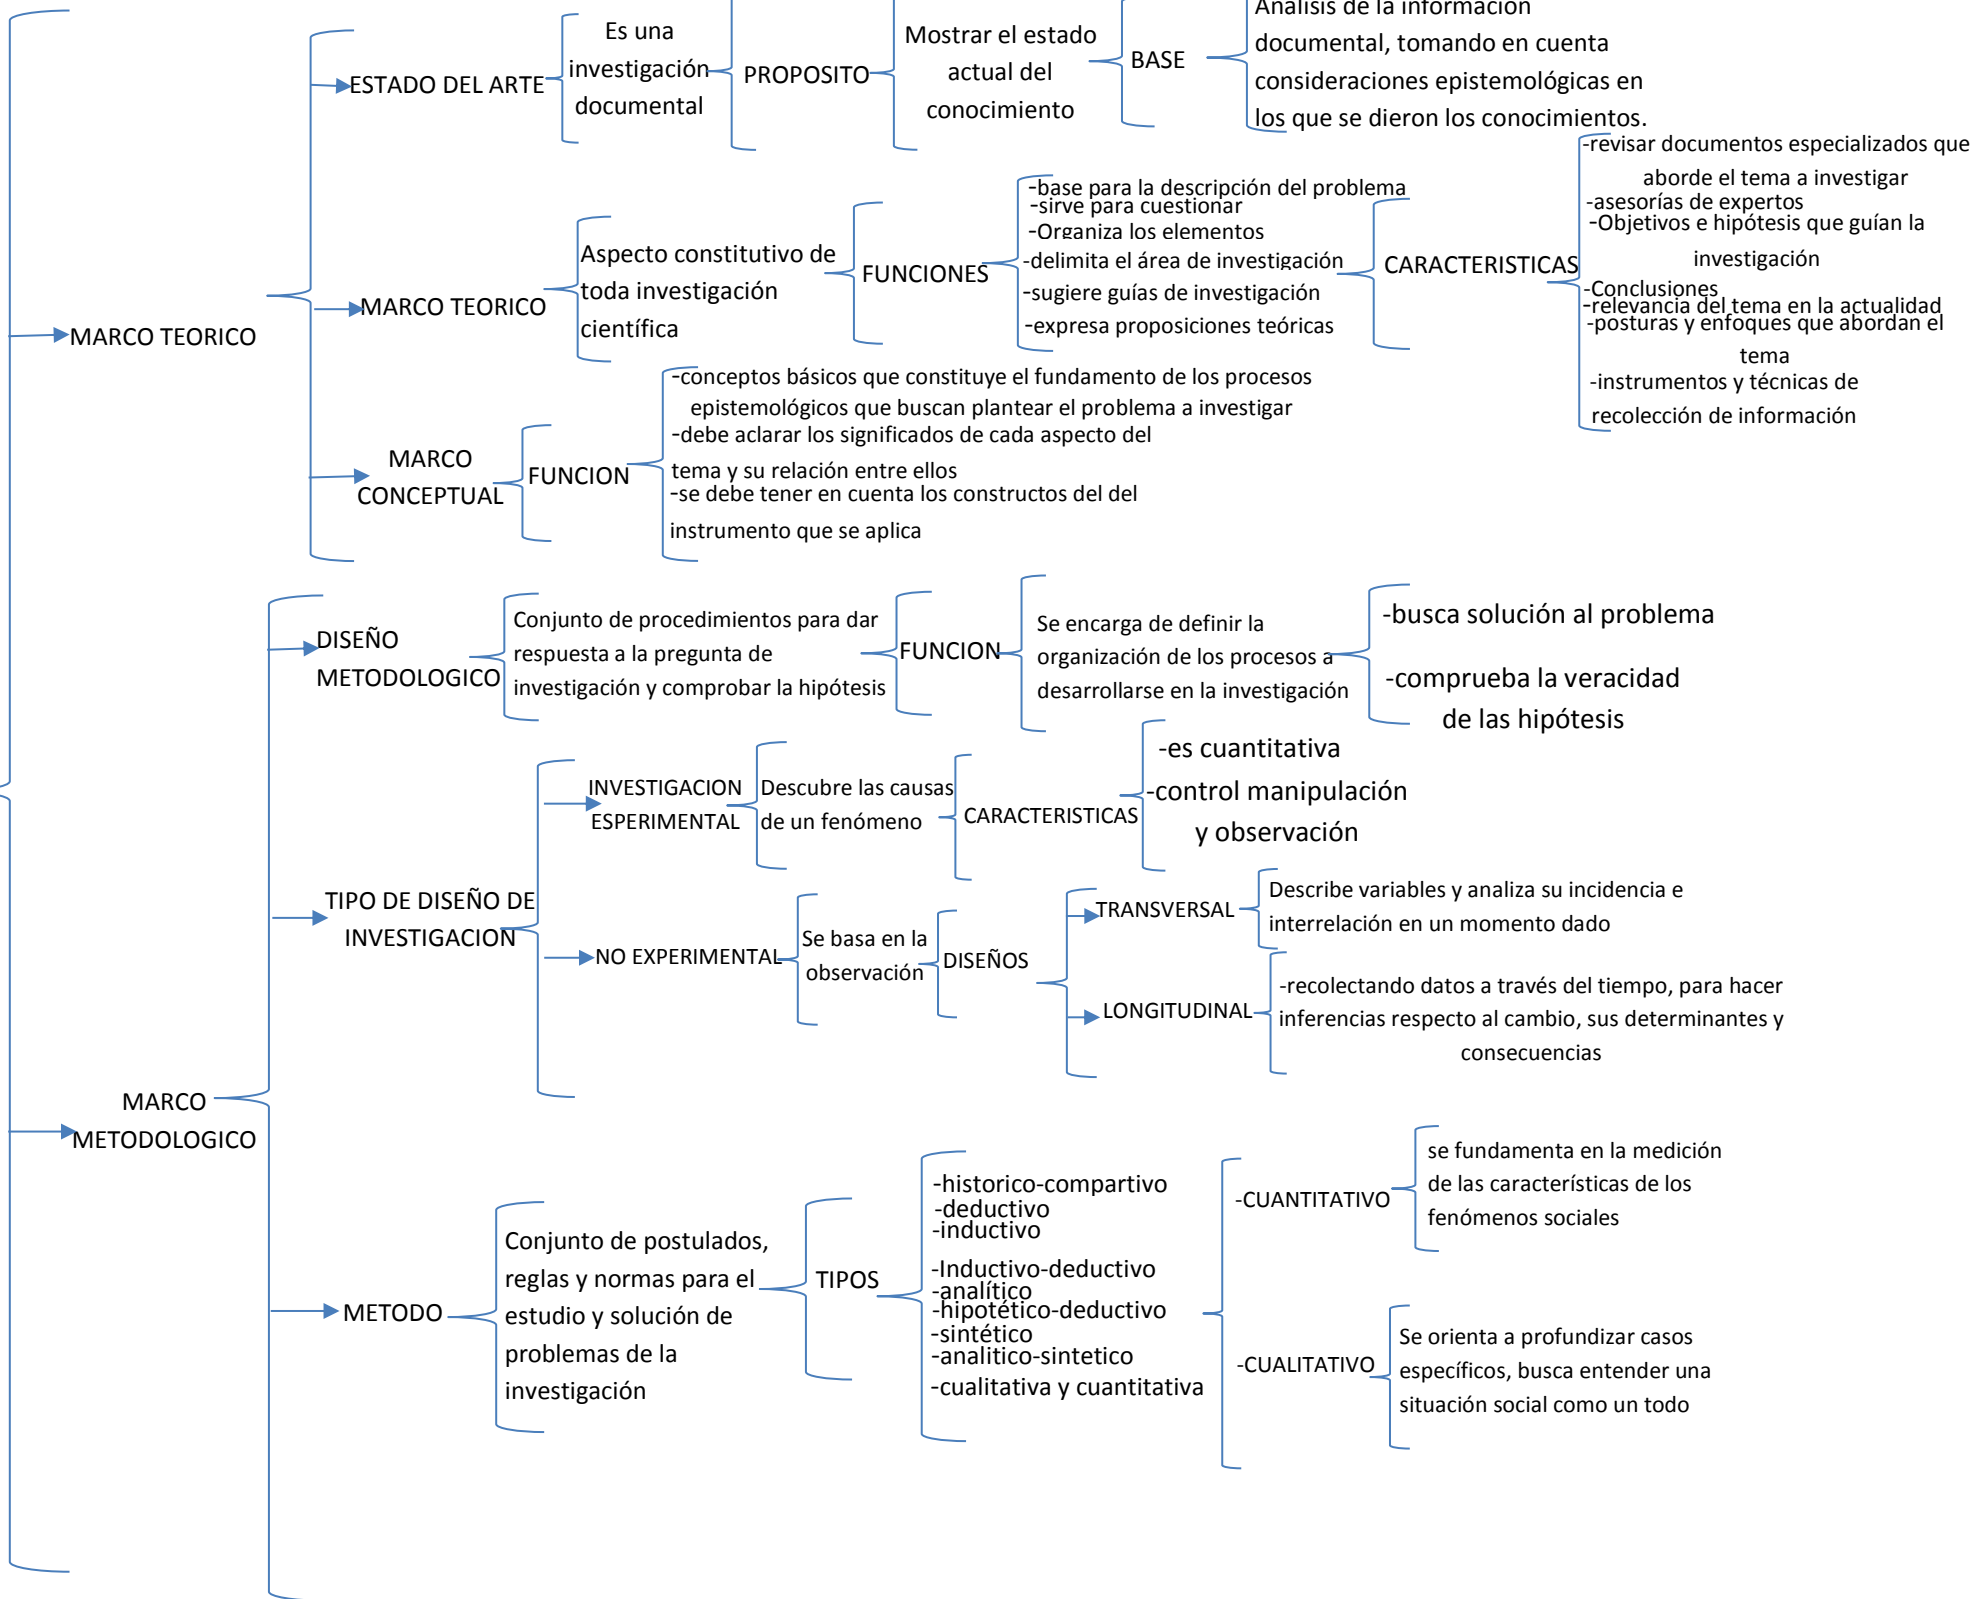 ESTADO DEL ARTE
Es una
investigación
documental
PROPOSITO
Mostrar el estado
actual del
conocimiento
BASE
Análisis de la información
documental, tomando en cuenta
consideraciones epistemológicas en
los que se dieron los conocimientos.
MARCO TEORICO
MARCO TEORICO
Aspecto constitutivo de
toda investigación
científica
FUNCIONES
-base para la descripción del problema
-sirve para cuestionar
-Organiza los elementos
-delimita el área de investigación
-sugiere guías de investigación
-expresa proposiciones teóricas
CARACTERISTICAS
-revisar documentos especializados que
aborde el tema a investigar
-asesorías de expertos
-Objetivos e hipótesis que guían la
investigación
-Conclusiones
-relevancia del tema en la actualidad
-posturas y enfoques que abordan el
tema
-instrumentos y técnicas de
recolección de información
MARCO
CONCEPTUAL
FUNCION
-conceptos básicos que constituye el fundamento de los procesos
epistemológicos que buscan plantear el problema a investigar
-debe aclarar los significados de cada aspecto del
tema y su relación entre ellos
-se debe tener en cuenta los constructos del del
instrumento que se aplica
MARCO
METODOLOGICO
DISEÑO
METODOLOGICO
Conjunto de procedimientos para dar
respuesta a la pregunta de
investigación y comprobar la hipótesis
FUNCION
Se encarga de definir la
organización de los procesos a
desarrollarse en la investigación
-busca solución al problema
-comprueba la veracidad
de las hipótesis
TIPO DE DISEÑO DE
INVESTIGACION
INVESTIGACION
ESPERIMENTAL
Descubre las causas
de un fenómeno
CARACTERISTICAS
-es cuantitativa
-control manipulación
y observación
NO EXPERIMENTAL
Se basa en la
observación
DISEÑOS
TRANSVERSAL
Describe variables y analiza su incidencia e
interrelación en un momento dado
LONGITUDINAL
-recolectando datos a través del tiempo, para hacer
inferencias respecto al cambio, sus determinantes y
consecuencias
METODO
Conjunto de postulados,
reglas y normas para el
estudio y solución de
problemas de la
investigación
TIPOS
-historico-compartivo
-deductivo
-inductivo
-Inductivo-deductivo
-analítico
-hipotético-deductivo
-sintético
-analitico-sintetico
-cualitativa y cuantitativa
-CUANTITATIVO
se fundamenta en la medición
de las características de los
fenómenos sociales
-CUALITATIVO
Se orienta a profundizar casos
específicos, busca entender una
situación social como un todo